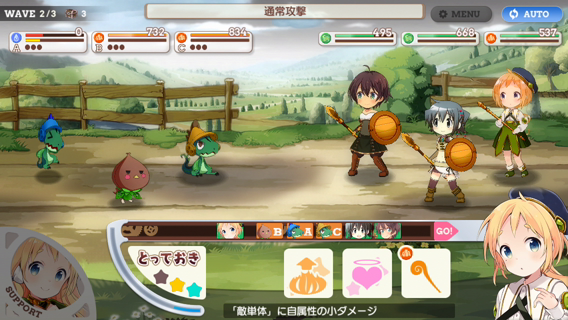 WAVE 2/3 3
通常攻撃
MENU
AUTO
A 0
B 732
C 834
495
668
537
B A C GO!
とっておき
SUPPORT
「敵単体」に自属性の小ダメージ